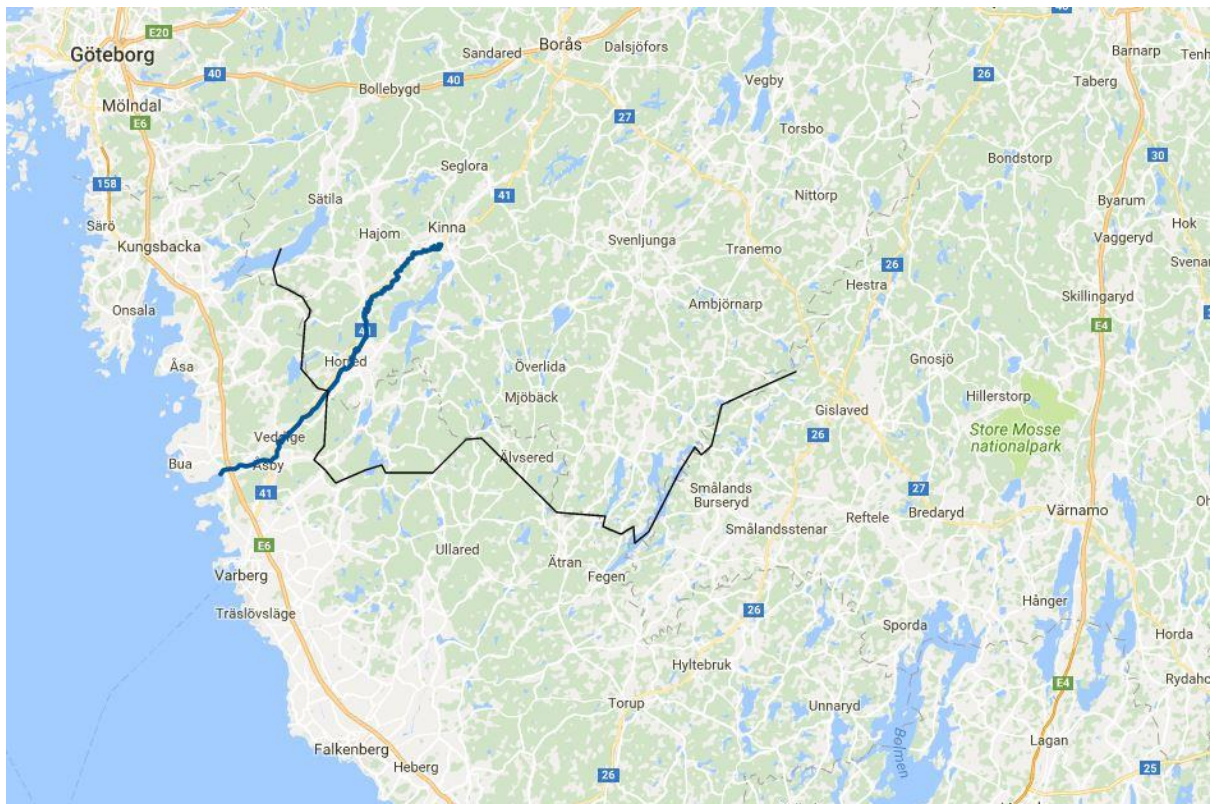 E20
Göteborg
Mölndal
E6
40
Sandared
Borås
Dalsjöfors
40
Bollebygd
27
Vegby
Torsbo
26
Barnarp
Taberg
Bondstorp
30
Byarum
Hok
Vaggeryd
158
Särö
Kungsbacka
Onsala
Sätila
Seglora
41
Hajom
Kinna
Svenljunga
Nittorp
Tranemo
26
Hestra
Skillingaryd
E4
Ambjörnarp
Åsa
41
Överlida
Mjöbäck
Gnosjö
Hillerstorp
Gislaved
26
Store Mosse
nationalpark
Bua
41
Älvsered
Smålands
Burseryd
27
Reftele
Bredaryd
Värnamo
Smålandsstenar
E6
Ullared
Ätran
Fegen
Varberg
Träslövsläge
26
Hånger
Sporda
Horda
Hyltebruk
E4
Torup
Unnaryd
Bolmen
Lagan
Falkenberg
Heberg
26
25